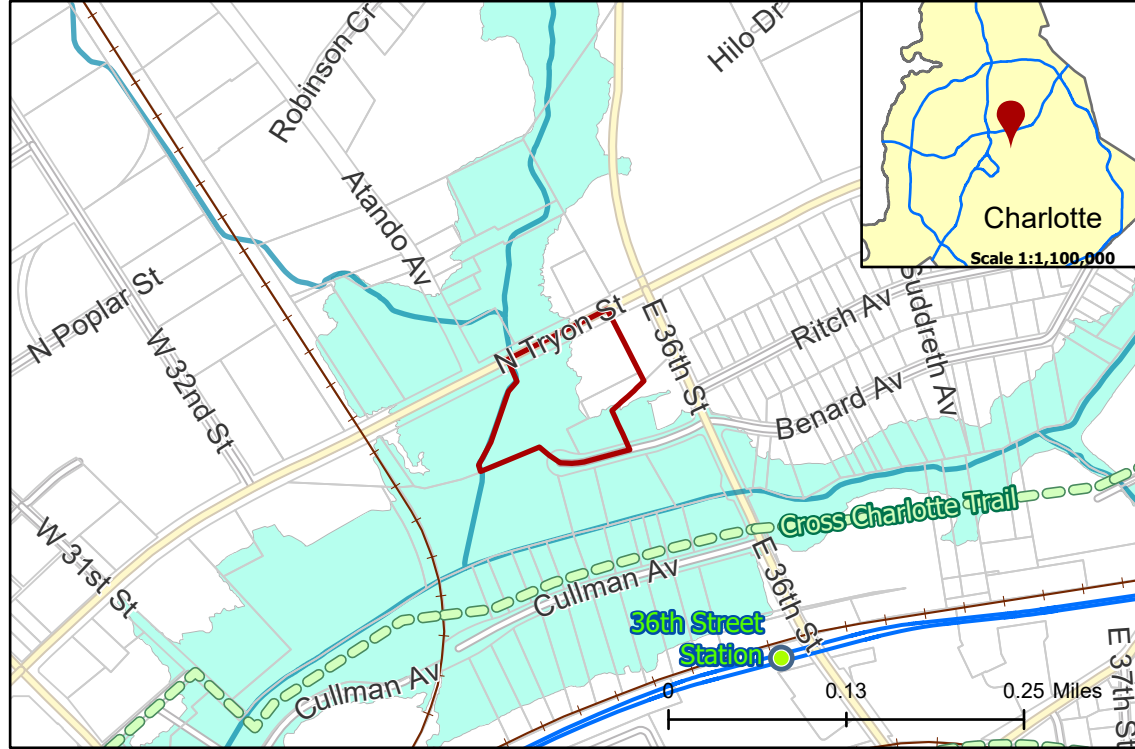 Robinson Cr
Hilo Dr
Charlotte
Scale 1:1,100,000
Atando Av
N Poplar St
W 32nd St
N Tryon St
E 36th St
Ritch Av
Suddreth Av
Benard Av
W 31st St
Cross Charlotte Trail
Cullman Av
E 36th St
36th Street
Station
Cullman Av
E 37th St
0
0.13
0.25 Miles